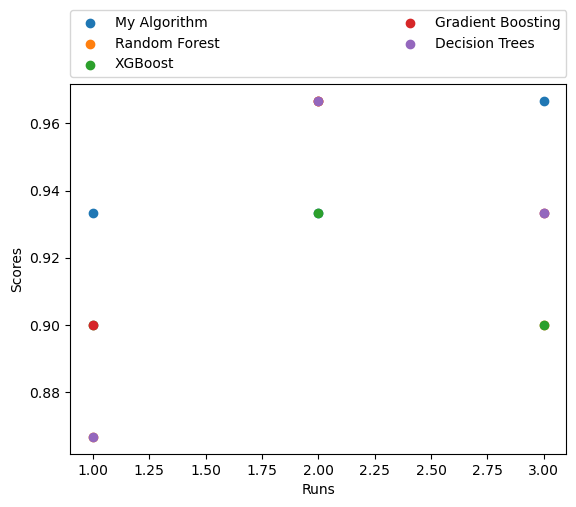 My Algorithm
Random Forest
XGBoost
Gradient Boosting
Decision Trees
0.96
0.94
0.92
0.90
0.88
Scores
1.00 1.25 1.50 1.75 2.00 2.25 2.50 2.75 3.00
Runs